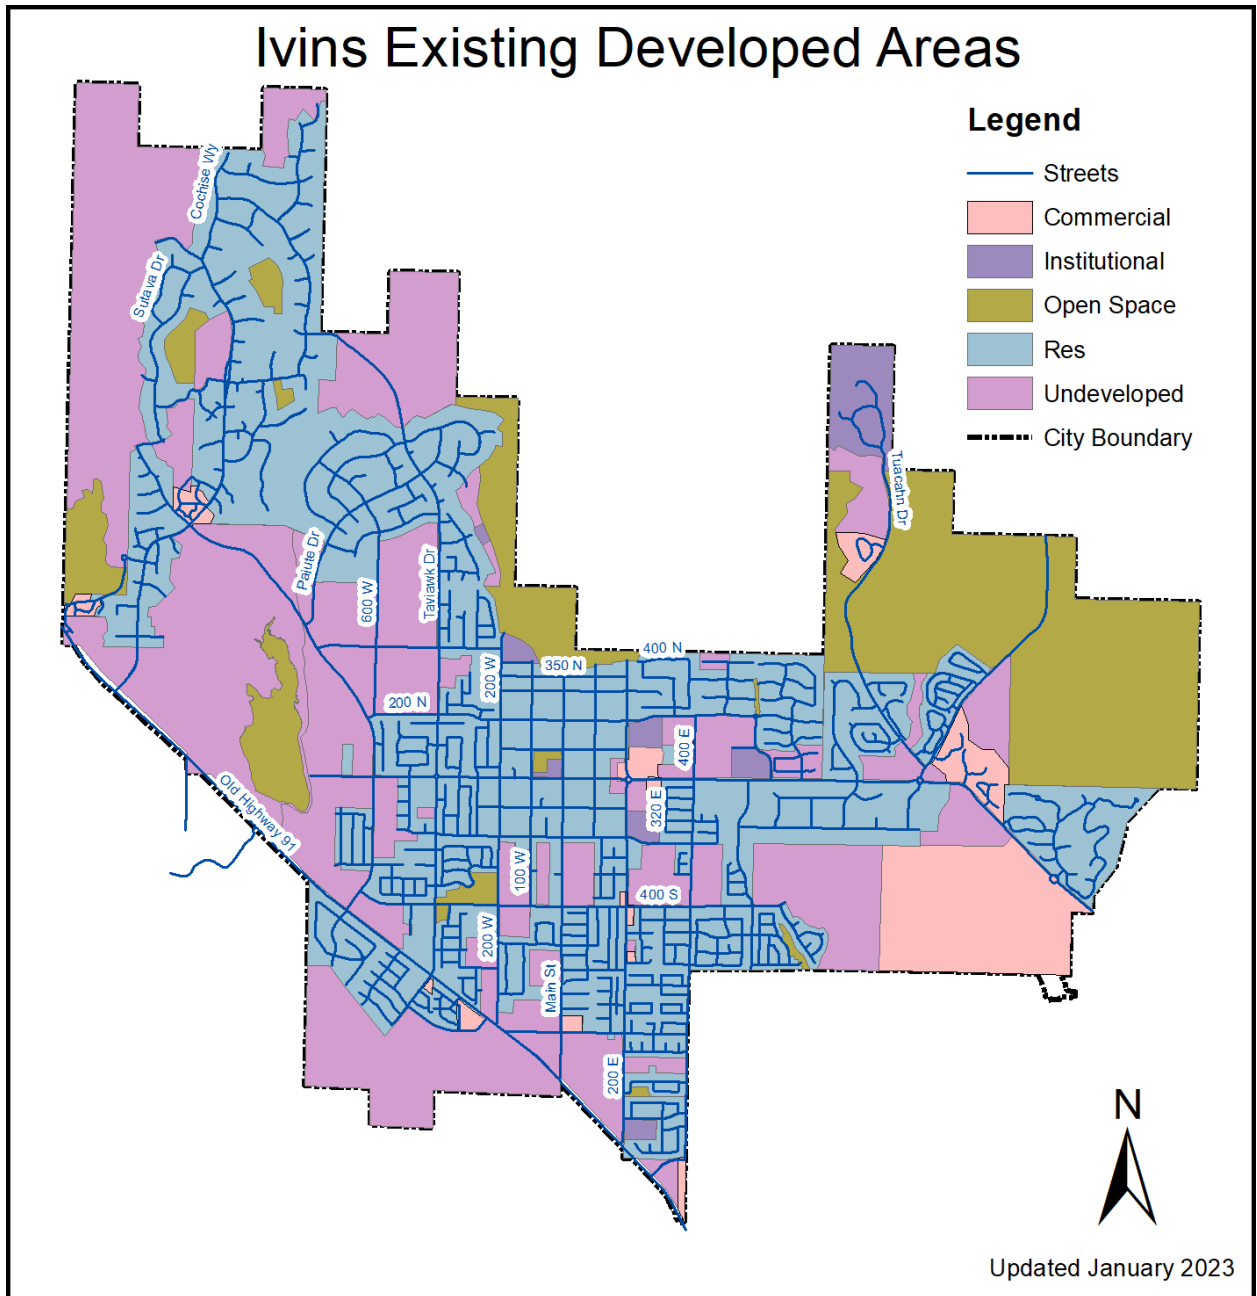 Ivins Existing Developed Areas
Legend
Streets
Commercial
Institutional
Open Space
Res
Undeveloped
City Boundary
Cochise Wy
Sutava Dr
Tuacahn Dr
Paiute Dr
600 W
Taviawk Dr
400 N
350 N
200 W
200 N
400 E
320 E
Old Highway 91
100 W
400 S
200 W
Main St
200 E
N
Updated January 2023